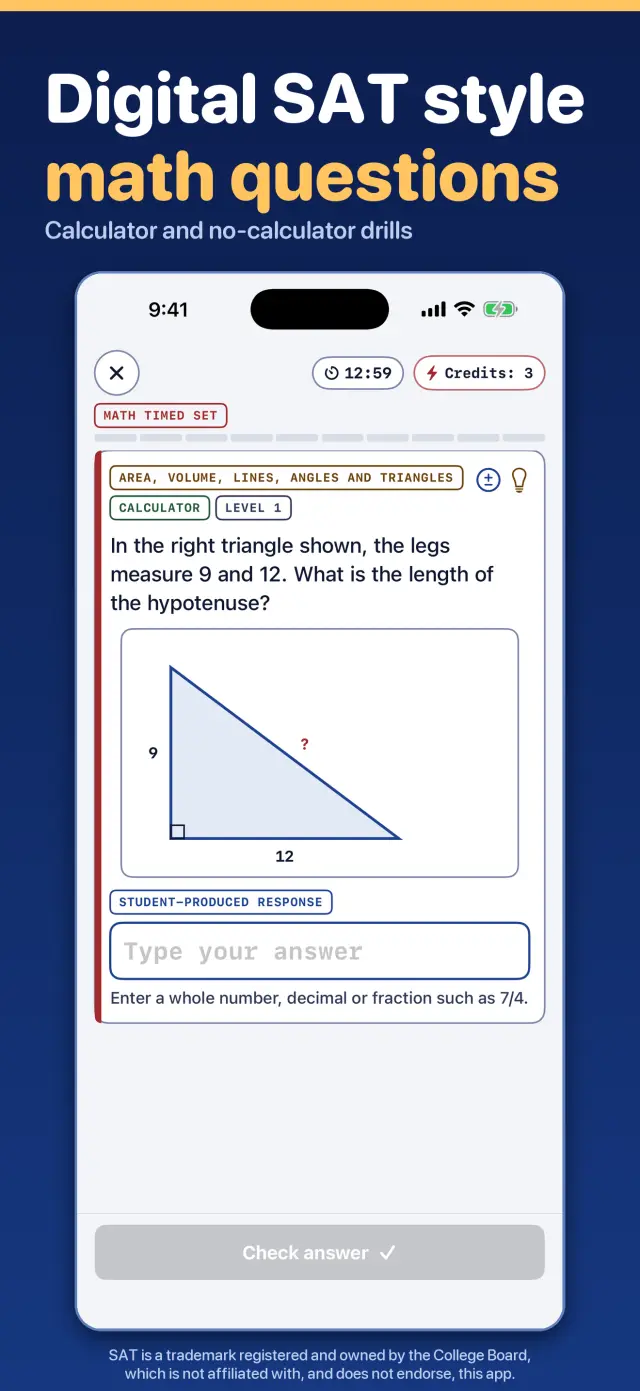 Digital SAT style
math questions
Calculator and no-calculator drills
9:41
12:59
Credits: 3
MATH TIMED SET
AREA, VOLUME, LINES, ANGLES AND TRIANGLES
CALCULATOR
LEVEL 1
In the right triangle shown, the legs
measure 9 and 12. What is the length of
the hypotenuse?
9
?
12
STUDENT-PRODUCED RESPONSE
Type your answer
Enter a whole number, decimal or fraction such as 7/4.
Check answer
SAT is a trademark registered and owned by the College Board,
which is not affiliated with, and does not endorse, this app.